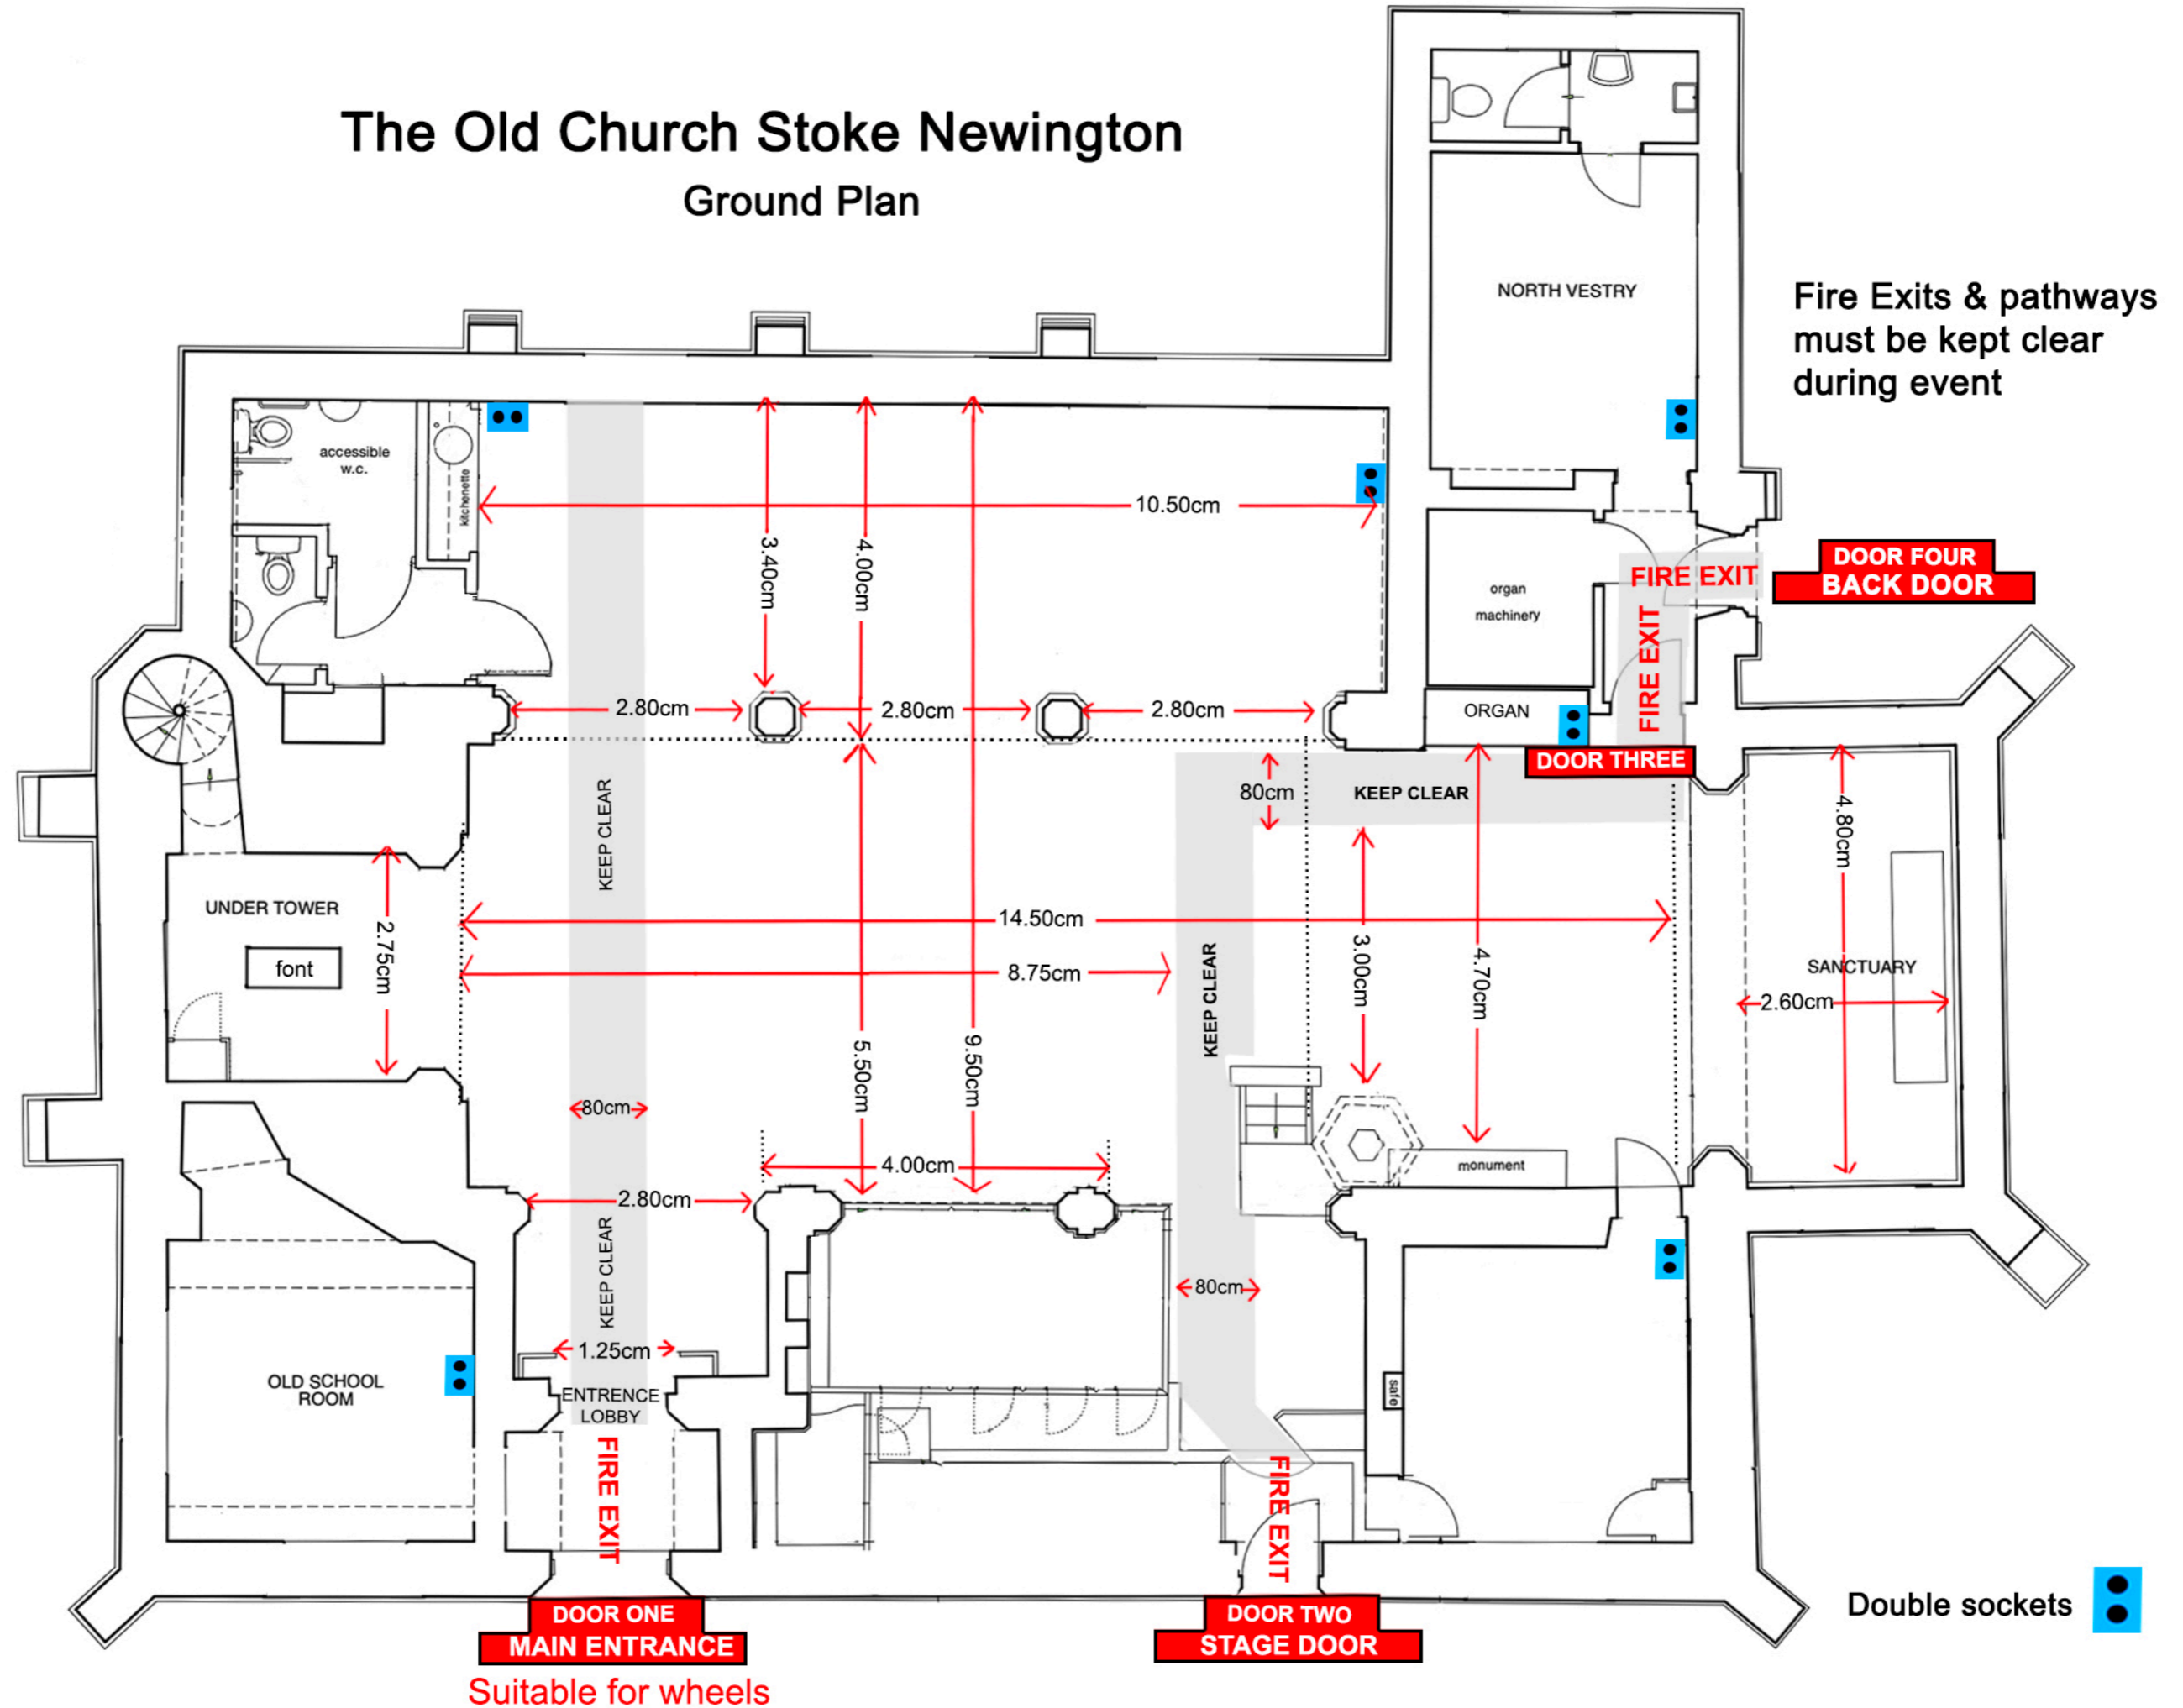 The Old Church Stoke Newington
Ground Plan
NORTH VESTRY
Fire Exits & pathways
must be kept clear
during event
accessible
w.c.
kitchenette
10.50cm
3.40cm
4.00cm
organ
machinery
FIRE EXIT
DOOR FOUR
BACK DOOR
FIRE EXIT
2.80cm
2.80cm
2.80cm
ORGAN
DOOR THREE
KEEP CLEAR
80cm
KEEP CLEAR
4.80cm
UNDER TOWER
2.75cm
14.50cm
font
8.75cm
KEEP CLEAR
3.00cm
4.70cm
SANCTUARY
2.60cm
5.50cm
9.50cm
80cm
4.00cm
monument
2.80cm
KEEP CLEAR
80cm
1.25cm
OLD SCHOOL
ROOM
ENTRENCE
LOBBY
safe
FIRE EXIT
FIRE EXIT
DOOR ONE
MAIN ENTRANCE
Suitable for wheels
DOOR TWO
STAGE DOOR
Double sockets